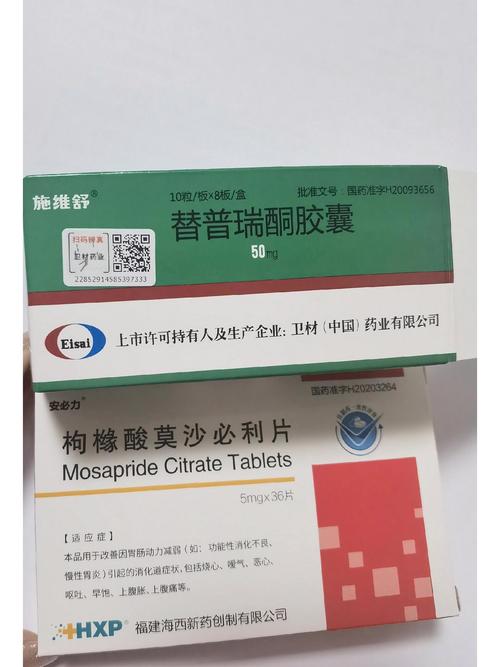 施维舒®
10粒/板×8板/盒
批准文号：国药准字H20093656
替普瑞酮胶囊
50mg
扫码辨真
卫材药业
22852914585397333
Eisai
上市许可持有人及生产企业：卫材（中国）药业有限公司
安必力®
国药准字H20203264
枸橼酸莫沙必利片
Mosapride Citrate Tablets
5mg×36片
【适应症】
本品用于改善因胃肠动力减弱（如：功能性消化不良、
慢性胃炎）引起的消化道症状，包括烧心、嗳气、恶心、
呕吐、早饱、上腹胀、上腹痛等。
HXP®
福建海西新药创制有限公司